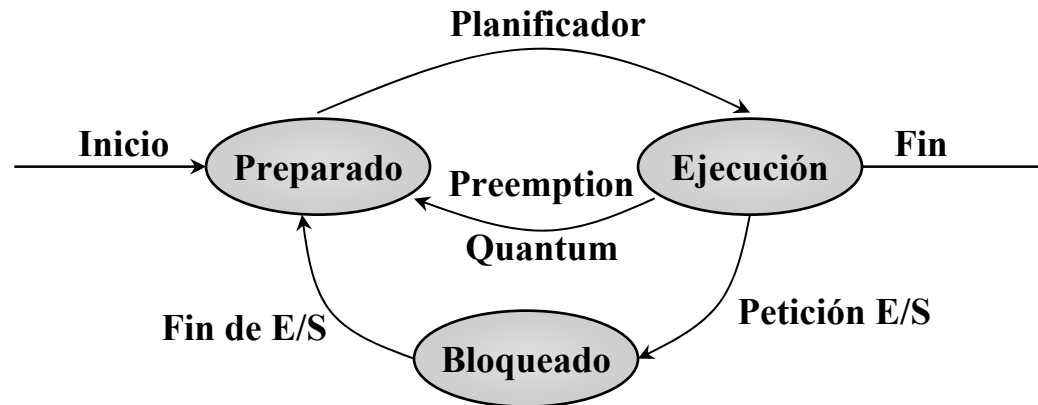 Planificador
Inicio
Preparado
Preemption
Quantum
Ejecución
Fin
Fin de E/S
Bloqueado
Petición E/S